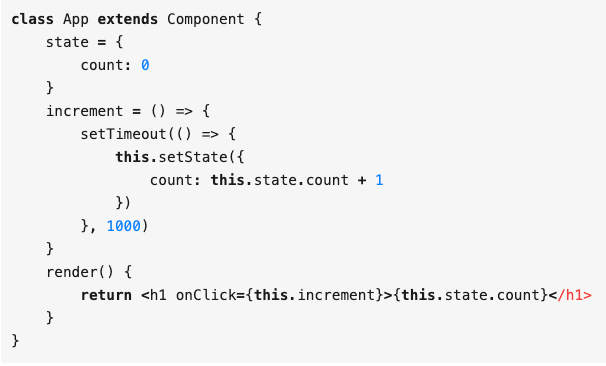 class App extends Component {
    state = {
        count: 0
    }
    increment = () => {
        setTimeout(() => {
            this.setState({
                count: this.state.count + 1
            })
        }, 1000)
    }
    render() {
        return <h1 onClick={this.increment}>{this.state.count}</h1>
    }
}